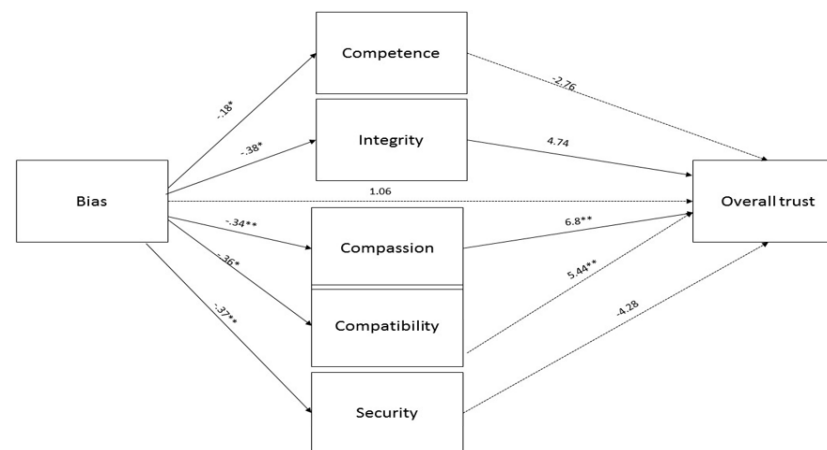 Competence
-.18*
-2.76
Integrity
-.38*
4.74
Bias
1.06
Overall trust
-.34**
Compassion
6.8**
-.36*
5.44**
Compatibility
-.37**
-4.28
Security